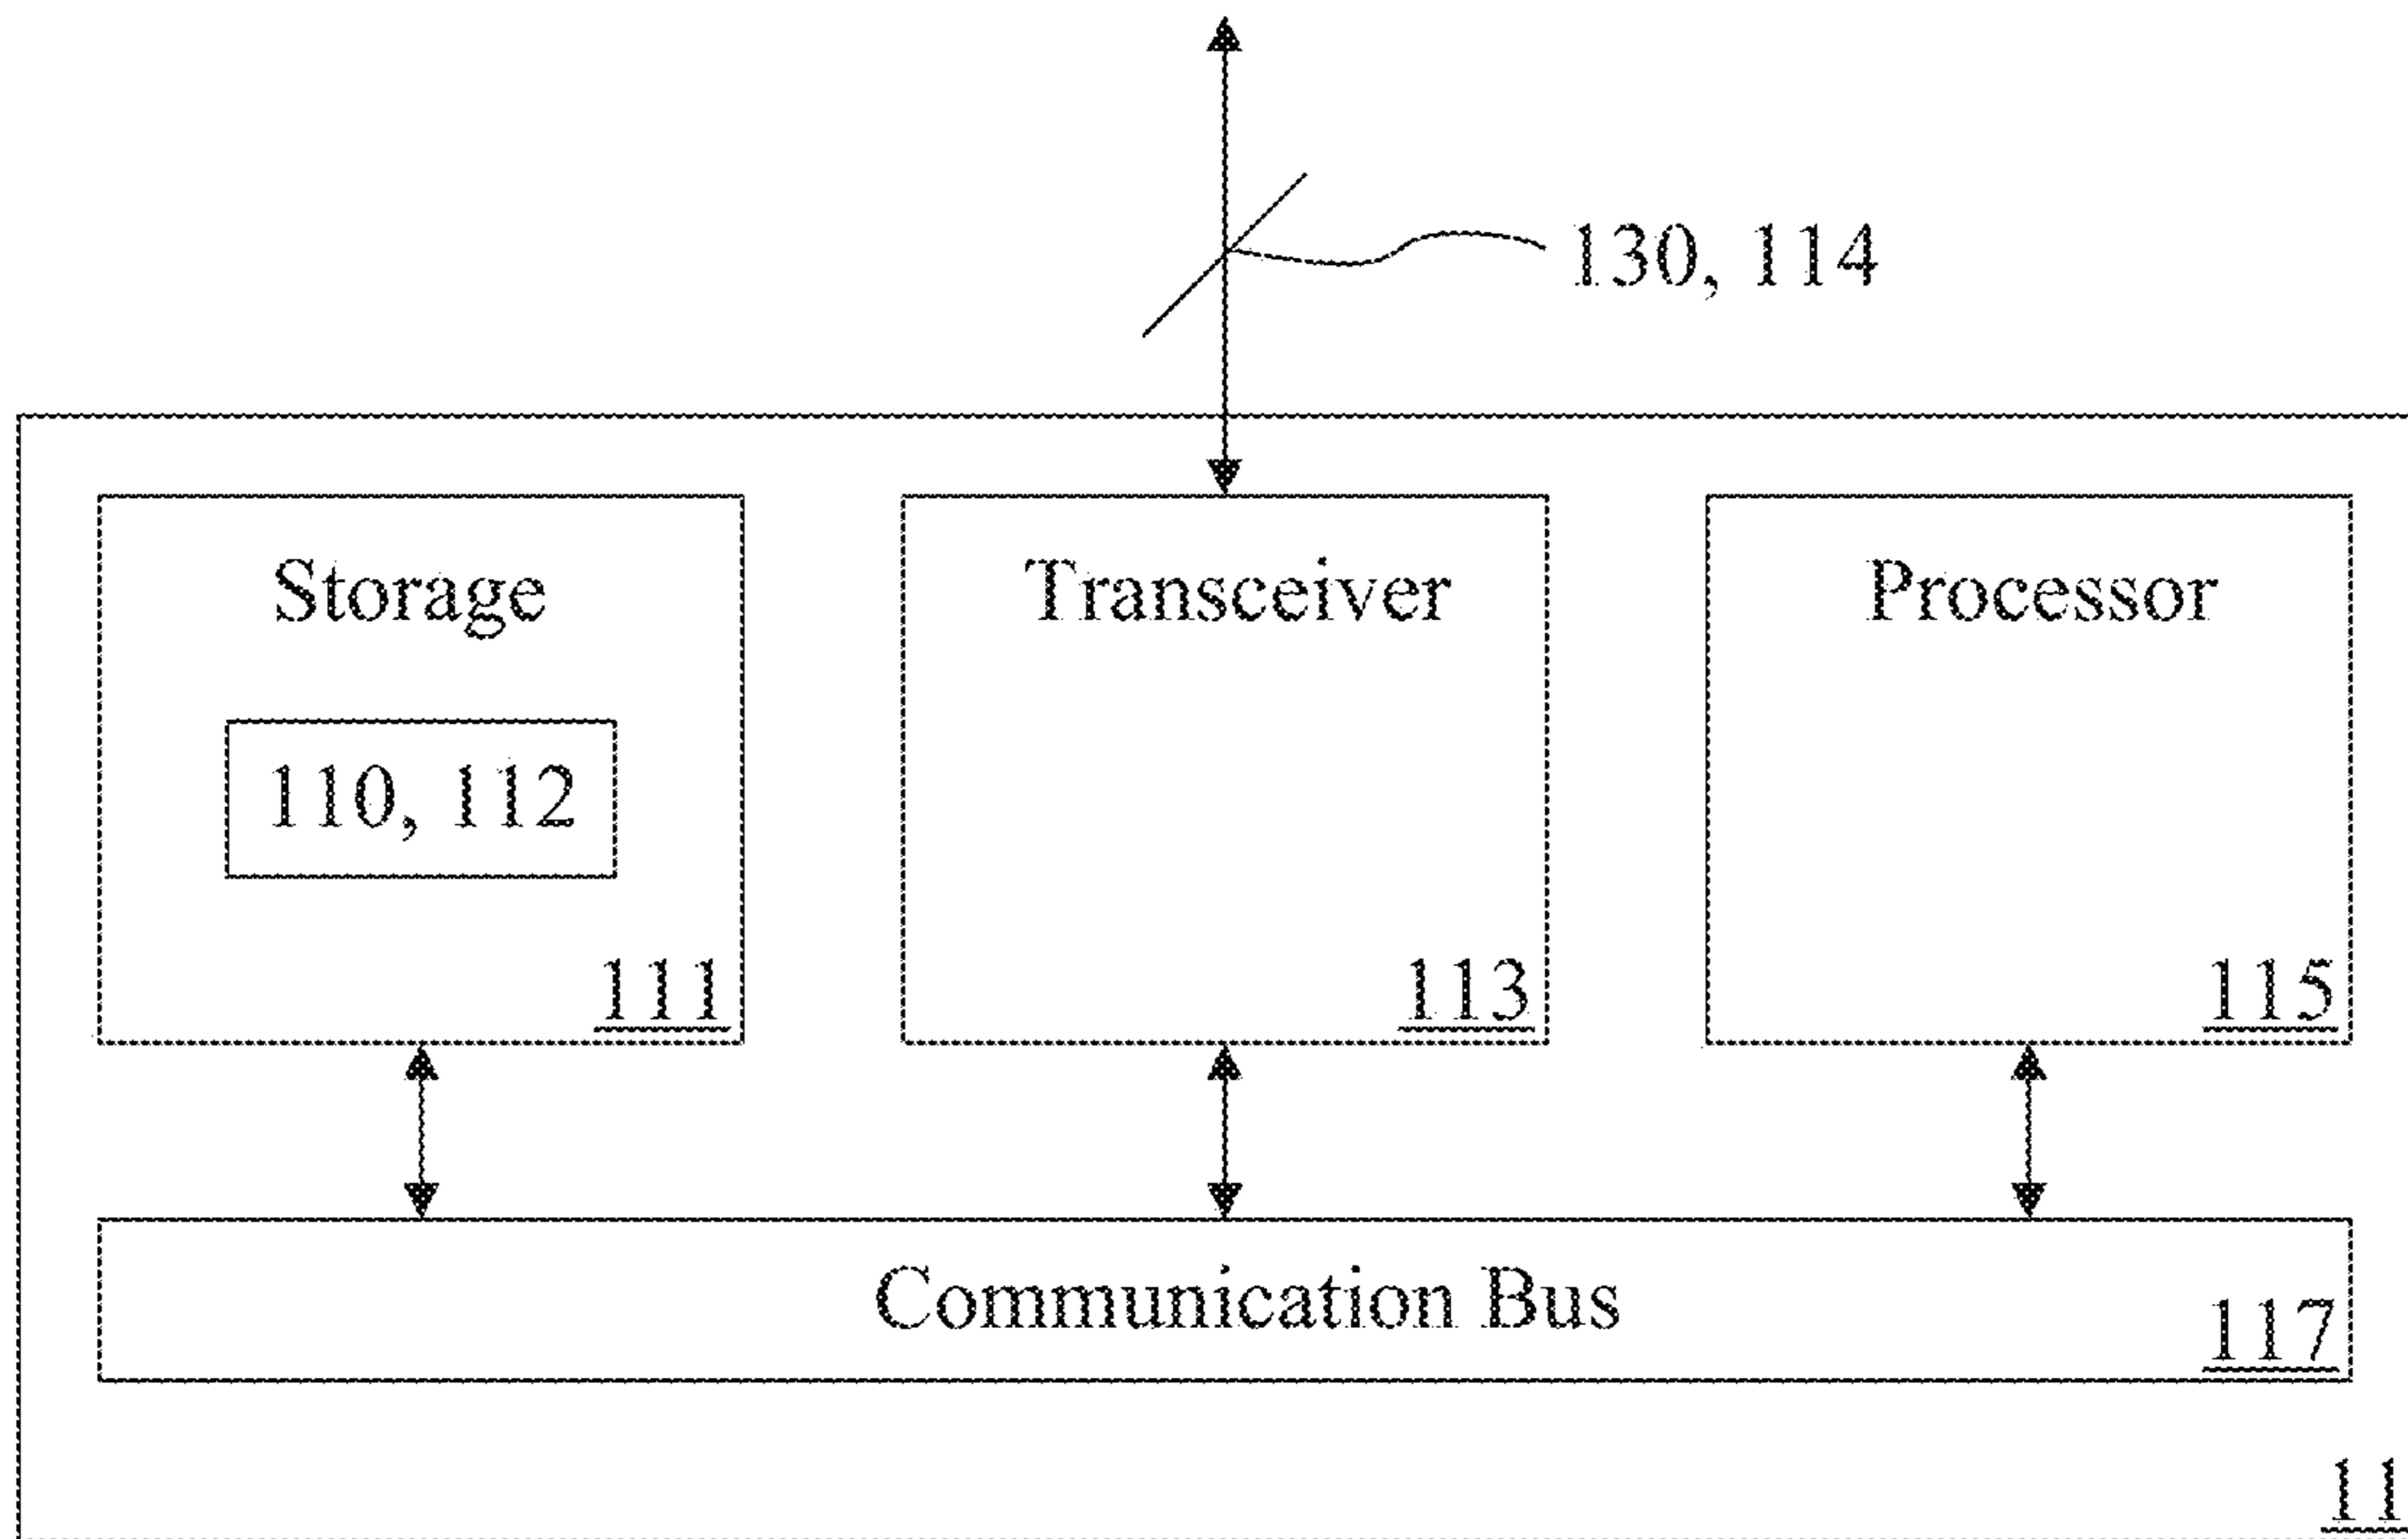 130, 114
Storage
Transceiver
Processor
110, 112
111
113
115
Communication Bus
117